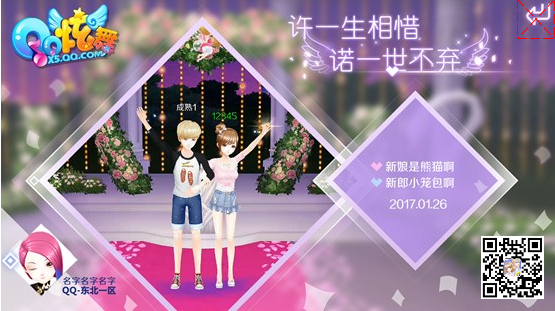 QQ炫舞
X5.QQ.COM
许一生相惜
诺一世不弃
成熟1
12345
新娘是熊猫啊
新郎小笼包啊
2017.01.26
名字名字名字
QQ-东北一区